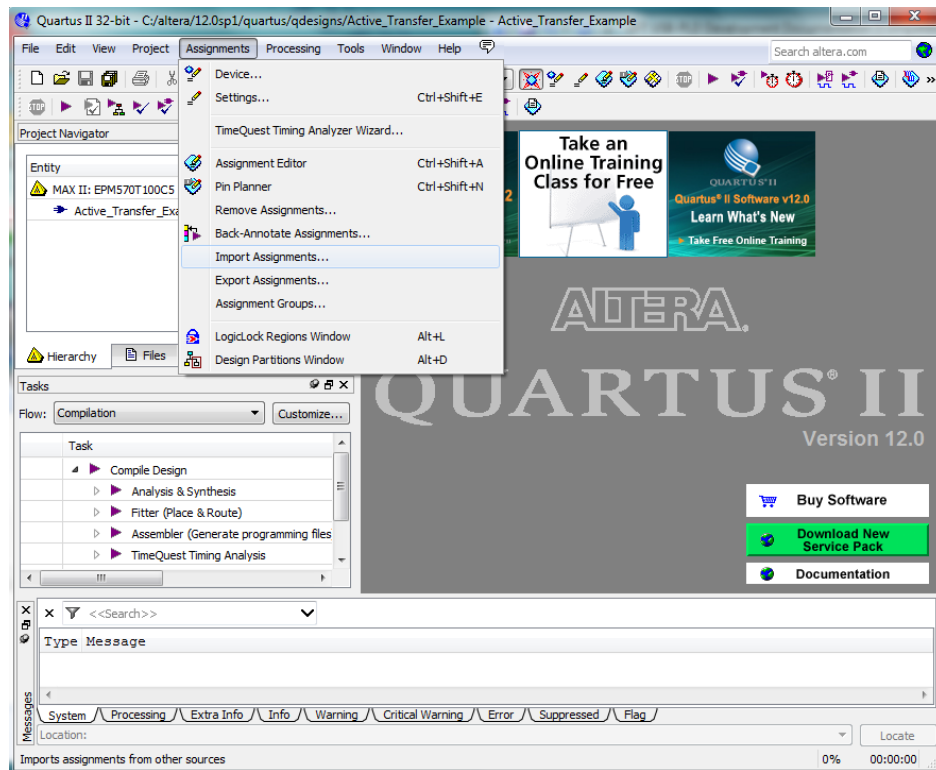 Quartus II 32-bit - C:/altera/12.0sp1/quartus/qdesigns/Active_Transfer_Example - Active_Transfer_Example
File Edit View Project Assignments Processing Tools Window Help
Search altera.com
STOP
STOP
Device...
Settings... Ctrl+Shift+E
TimeQuest Timing Analyzer Wizard...
Assignment Editor Ctrl+Shift+A
Pin Planner Ctrl+Shift+N
Remove Assignments...
Back-Annotate Assignments...
Import Assignments...
Export Assignments...
Assignment Groups...
LogicLock Regions Window Alt+L
Design Partitions Window Alt+D
Project Navigator
Entity
MAX II: EPM570T100C5
Active_Transfer_Exa
Hierarchy Files
2
Take an
Online Training
Class for Free
QUARTUS II
Quartus® II Software v12.0
Learn What's New
Take Free Online Training
ALTERA.
QUARTUS® II
Version 12.0
Buy Software
Download New
Service Pack
Documentation
Tasks
Flow: Compilation Customize...
Task
Compile Design
Analysis & Synthesis
Fitter (Place & Route)
Assembler (Generate programming files
TimeQuest Timing Analysis
<<Search>>
Type Message
Messages
System Processing Extra Info Info Warning Critical Warning Error Suppressed Flag
Location: Locate
Imports assignments from other sources 0% 00:00:00